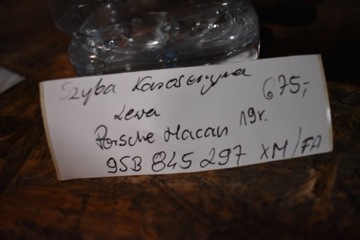 Szyba Karoseryjna 675,-
Lewa
Porsche Macan 19r.
95B 845 297 XM/FA